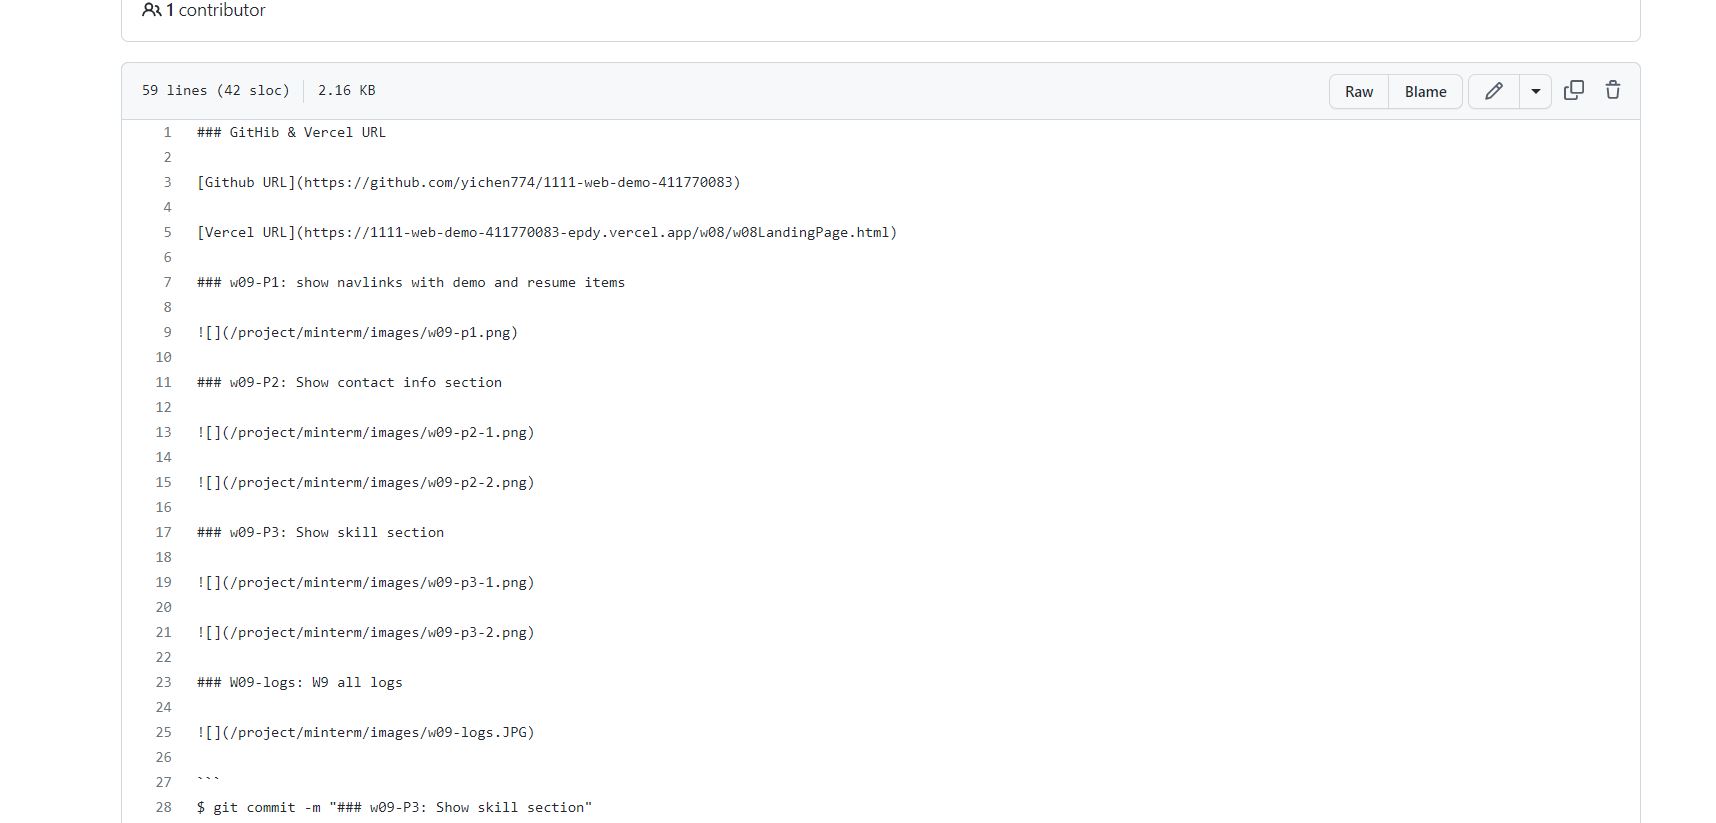 1 contributor
59 lines (42 sloc) 2.16 KB Raw Blame
1 ### GitHib & Vercel URL
2
3 [Github URL](https://github.com/yichen774/1111-web-demo-411770083)
4
5 [Vercel URL](https://1111-web-demo-411770083-epdy.vercel.app/w08/w08LandingPage.html)
6
7 ### w09-P1: show navlinks with demo and resume items
8
9 ![](/project/minterm/images/w09-p1.png)
10
11 ### w09-P2: Show contact info section
12
13 ![](/project/minterm/images/w09-p2-1.png)
14
15 ![](/project/minterm/images/w09-p2-2.png)
16
17 ### w09-P3: Show skill section
18
19 ![](/project/minterm/images/w09-p3-1.png)
20
21 ![](/project/minterm/images/w09-p3-2.png)
22
23 ### W09-logs: W9 all logs
24
25 ![](/project/minterm/images/w09-logs.JPG)
26
27 ```
28 $ git commit -m "### w09-P3: Show skill section"